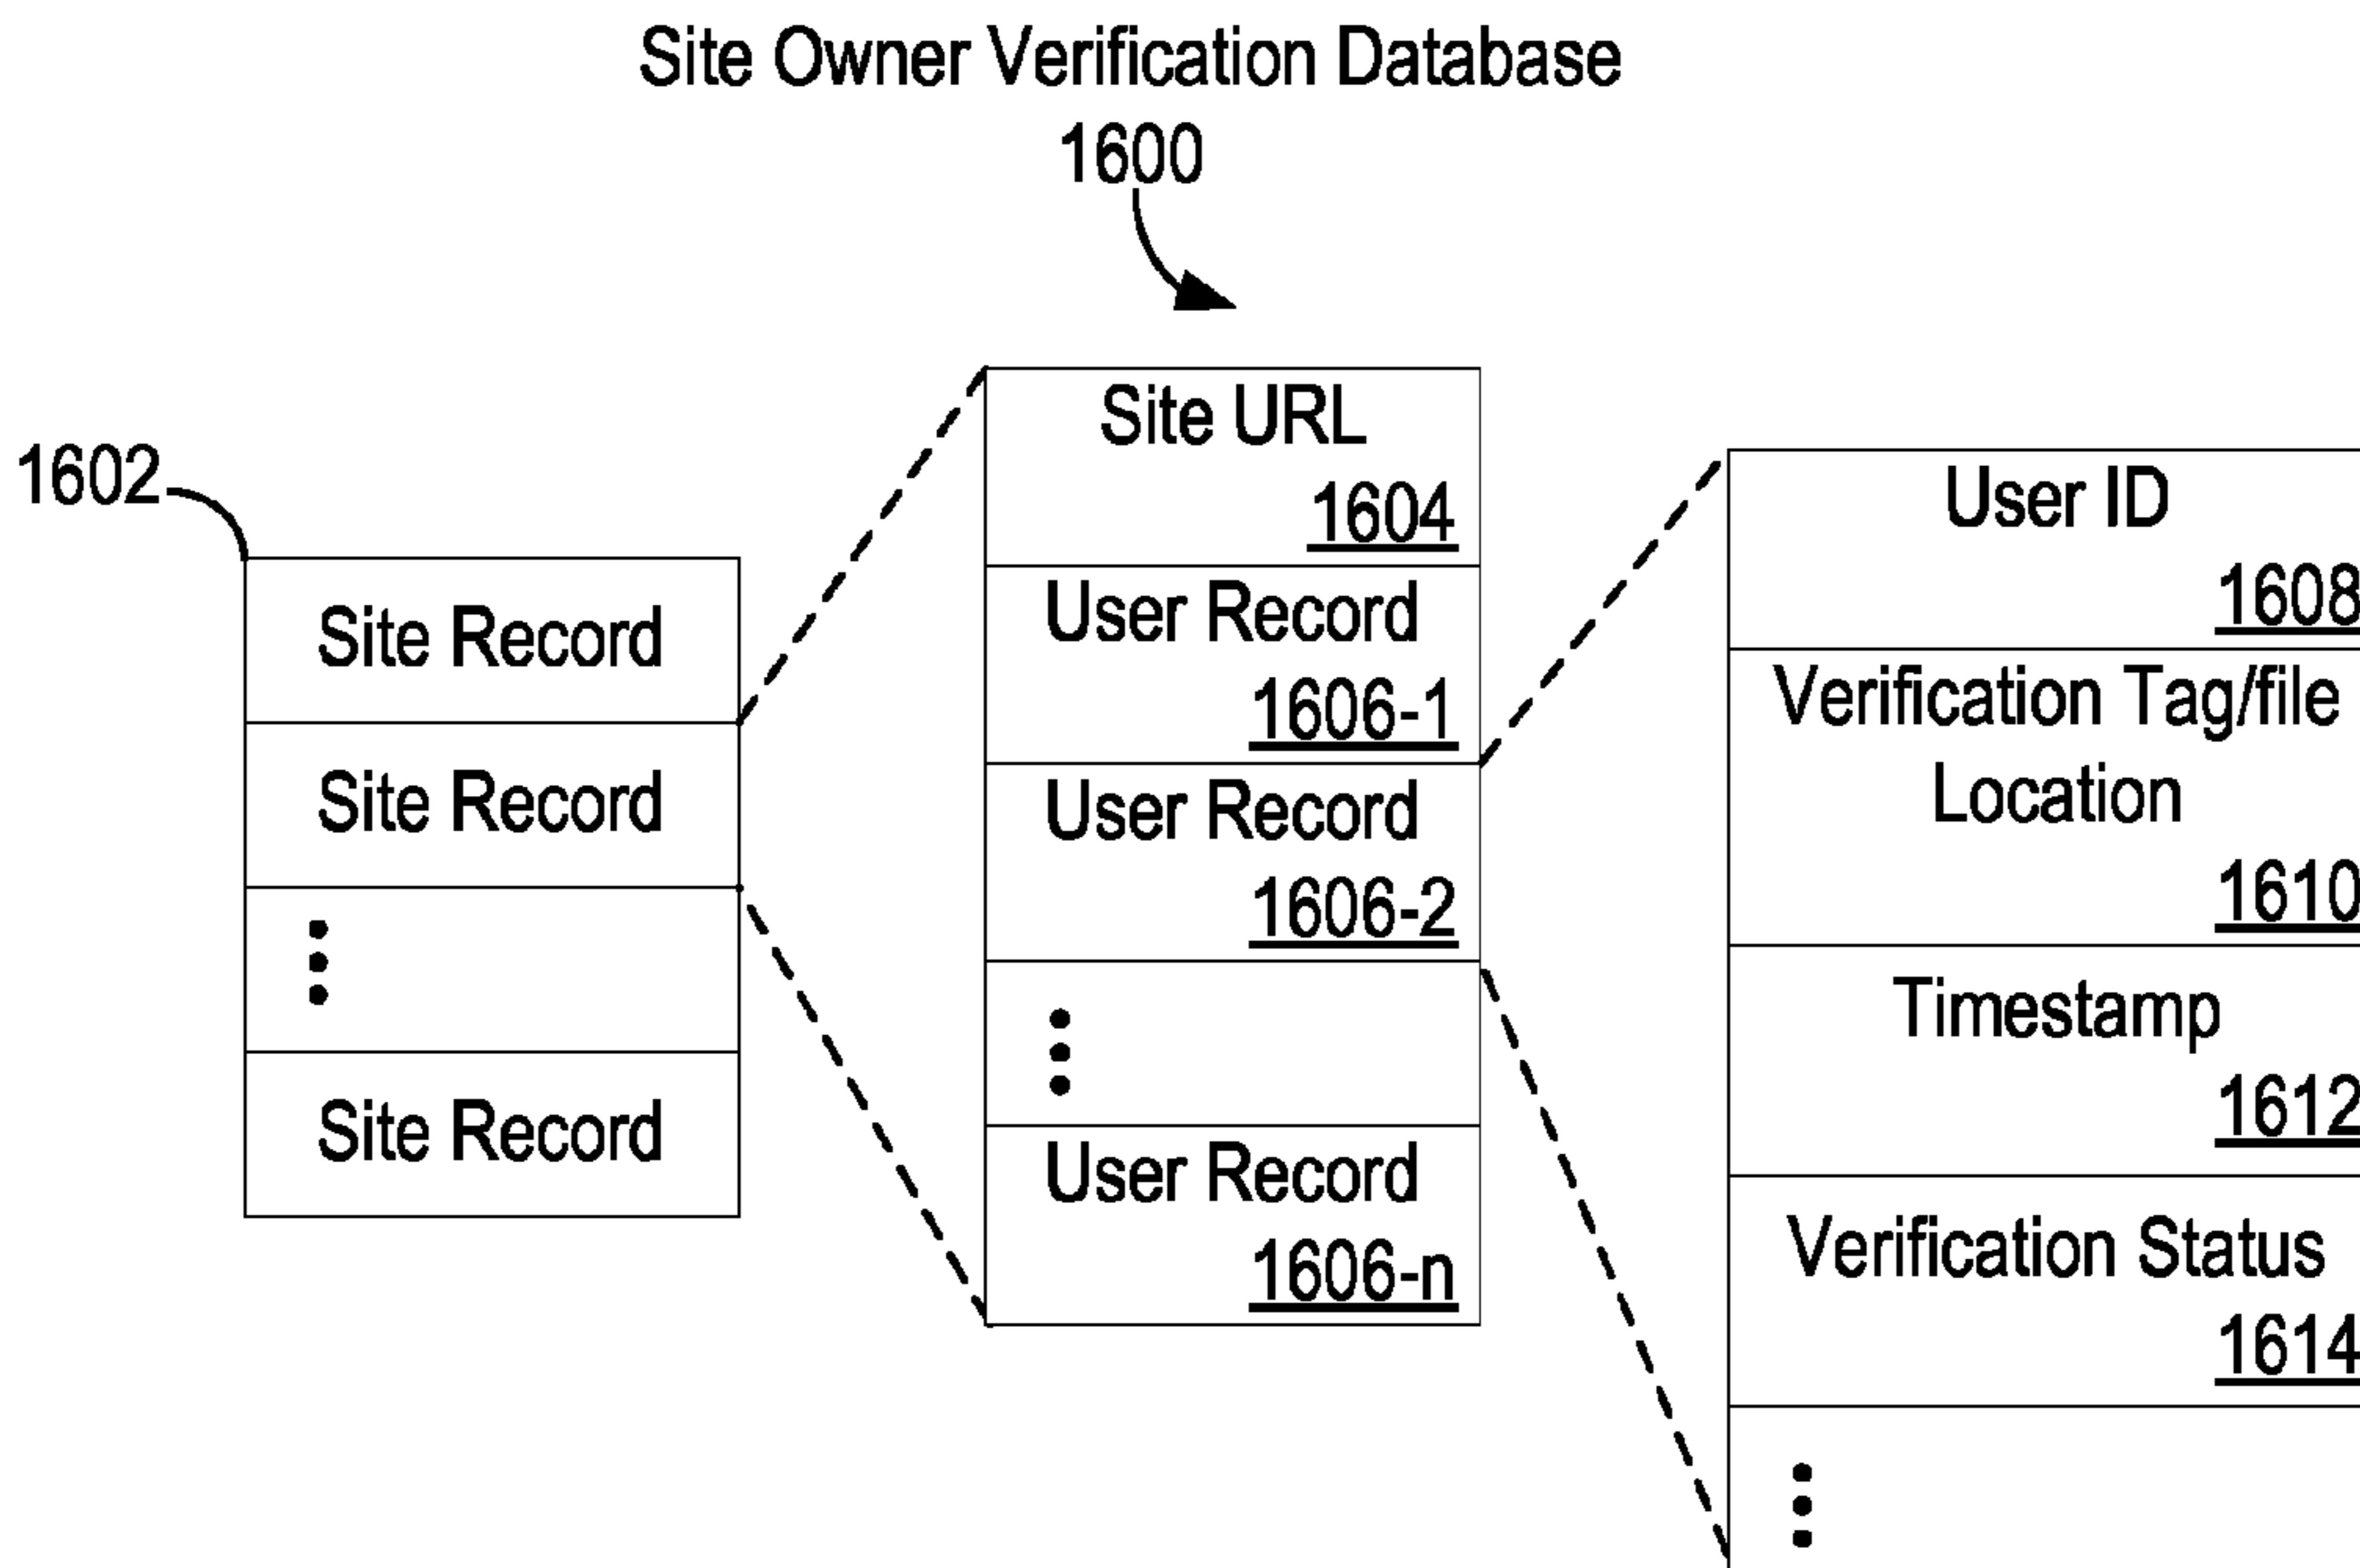 Site Owner Verification Database
1600
1602
Site Record
Site Record
Site Record
Site URL
1604
User Record
1606-1
User Record
1606-2
User Record
1606-n
User ID
1608
Verification Tag/file
Location
1610
Timestamp
1612
Verification Status
1614